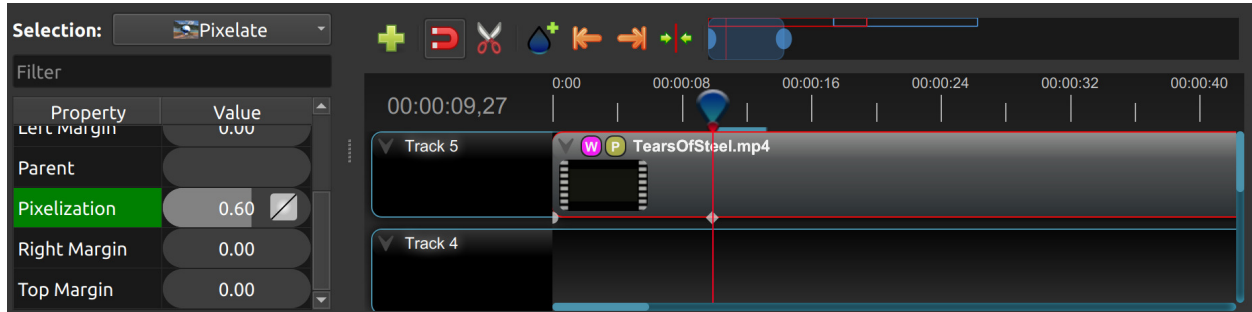 Selection:
Pixelate
Filter
Property Value
Left Margin 0.00
Parent
Pixelization 0.60
Right Margin 0.00
Top Margin 0.00
00:00:09,27
0:00 00:00:08 00:00:16 00:00:24 00:00:32 00:00:40
Track 5
W P TearsOfSteel.mp4
Track 4